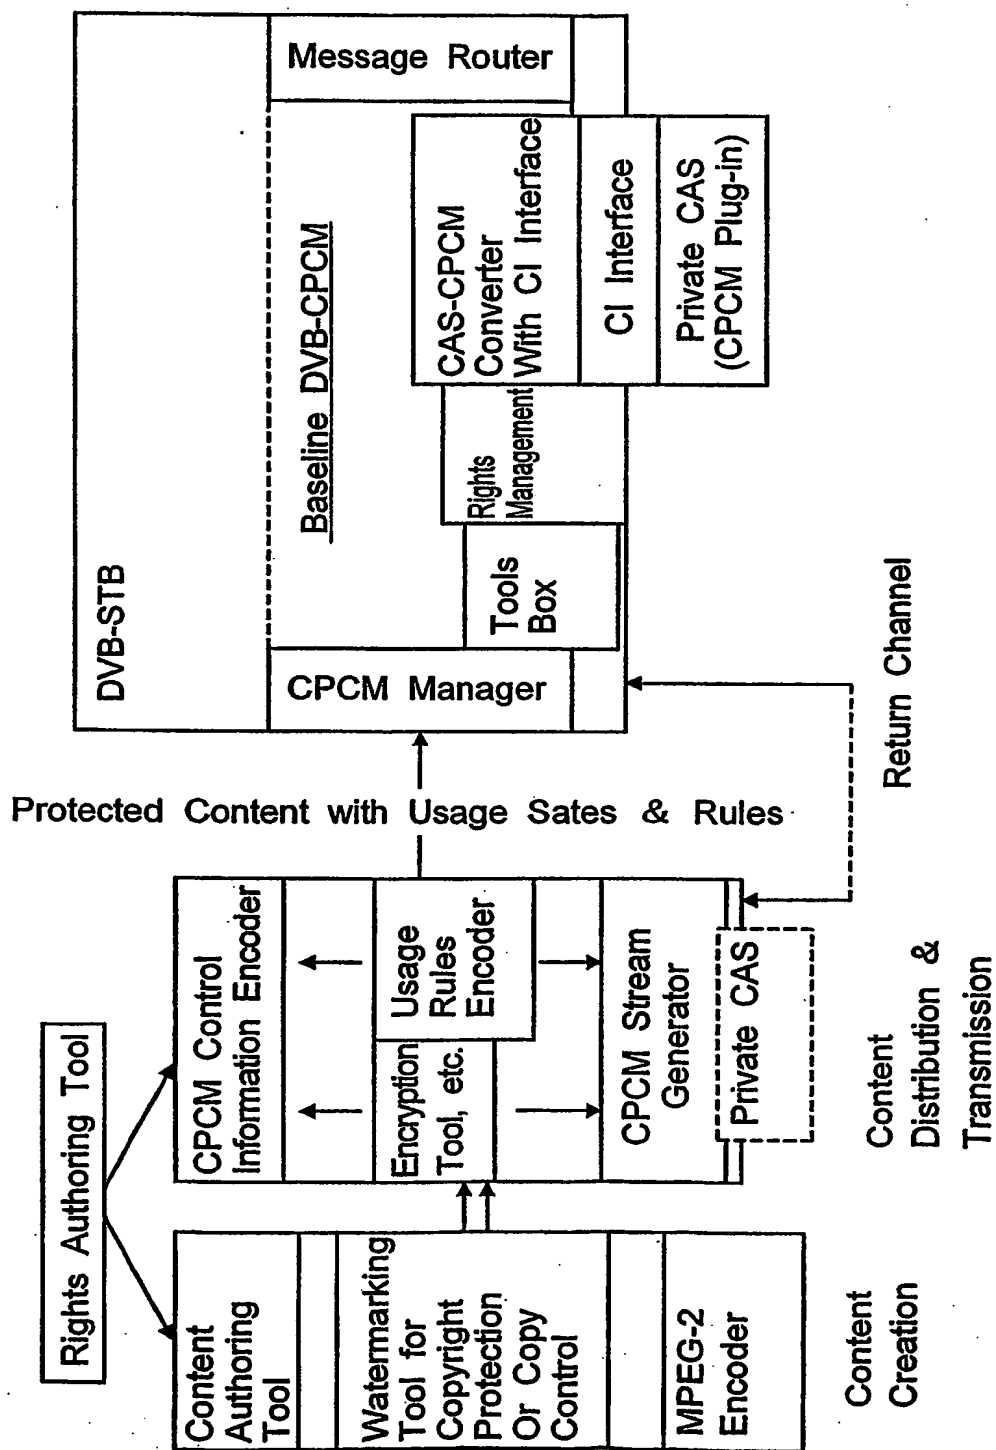 Rights Authoring Tool
Content
Authoring
Tool
Watermarking
Tool for
Copyright
Protection
Or Copy
Control
MPEG-2
Encoder
Content
Creation
CPCM Control
Information Encoder
Encryption
Tool, etc.
Usage
Rules
Encoder
CPCM Stream
Generator
Private CAS
Content
Distribution &
Transmission
Protected Content with Usage Sates & Rules
Return Channel
DVB-STB
Baseline DVB-CPCM
CPCM Manager
Tools
Box
Rights
Management
CAS-CPCM
Converter
With CI Interface
CI Interface
Private CAS
(CPCM Plug-in)
Message Router